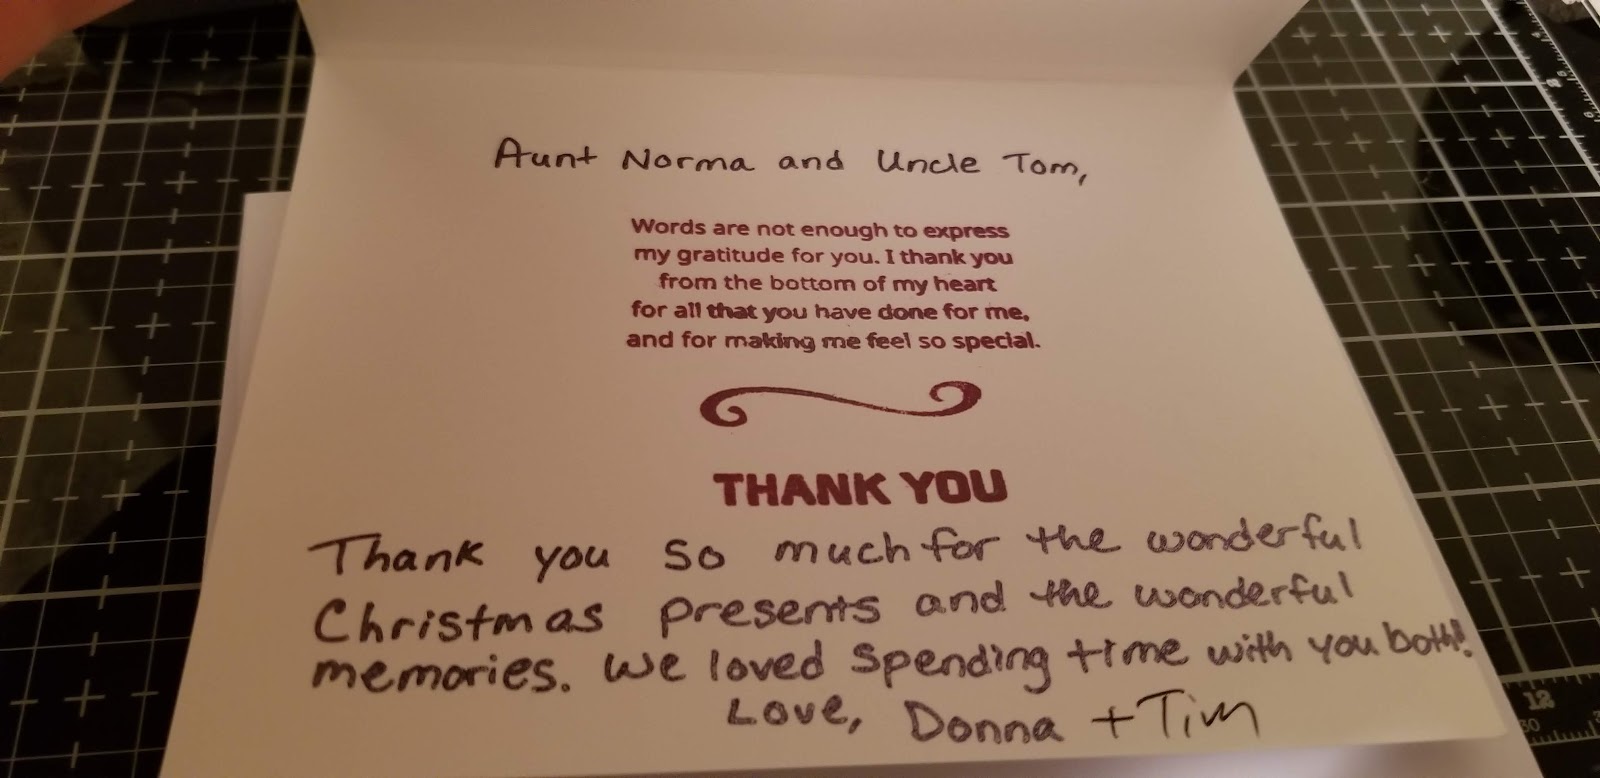 Aunt Norma and Uncle Tom,
Words are not enough to express
my gratitude for you. I thank you
from the bottom of my heart
for all that you have done for me,
and for making me feel so special.
THANK YOU
Thank you so much for the wonderful
Christmas presents and the wonderful
memories. We loved spending time with you both!
Love, Donna + Tim
12
30